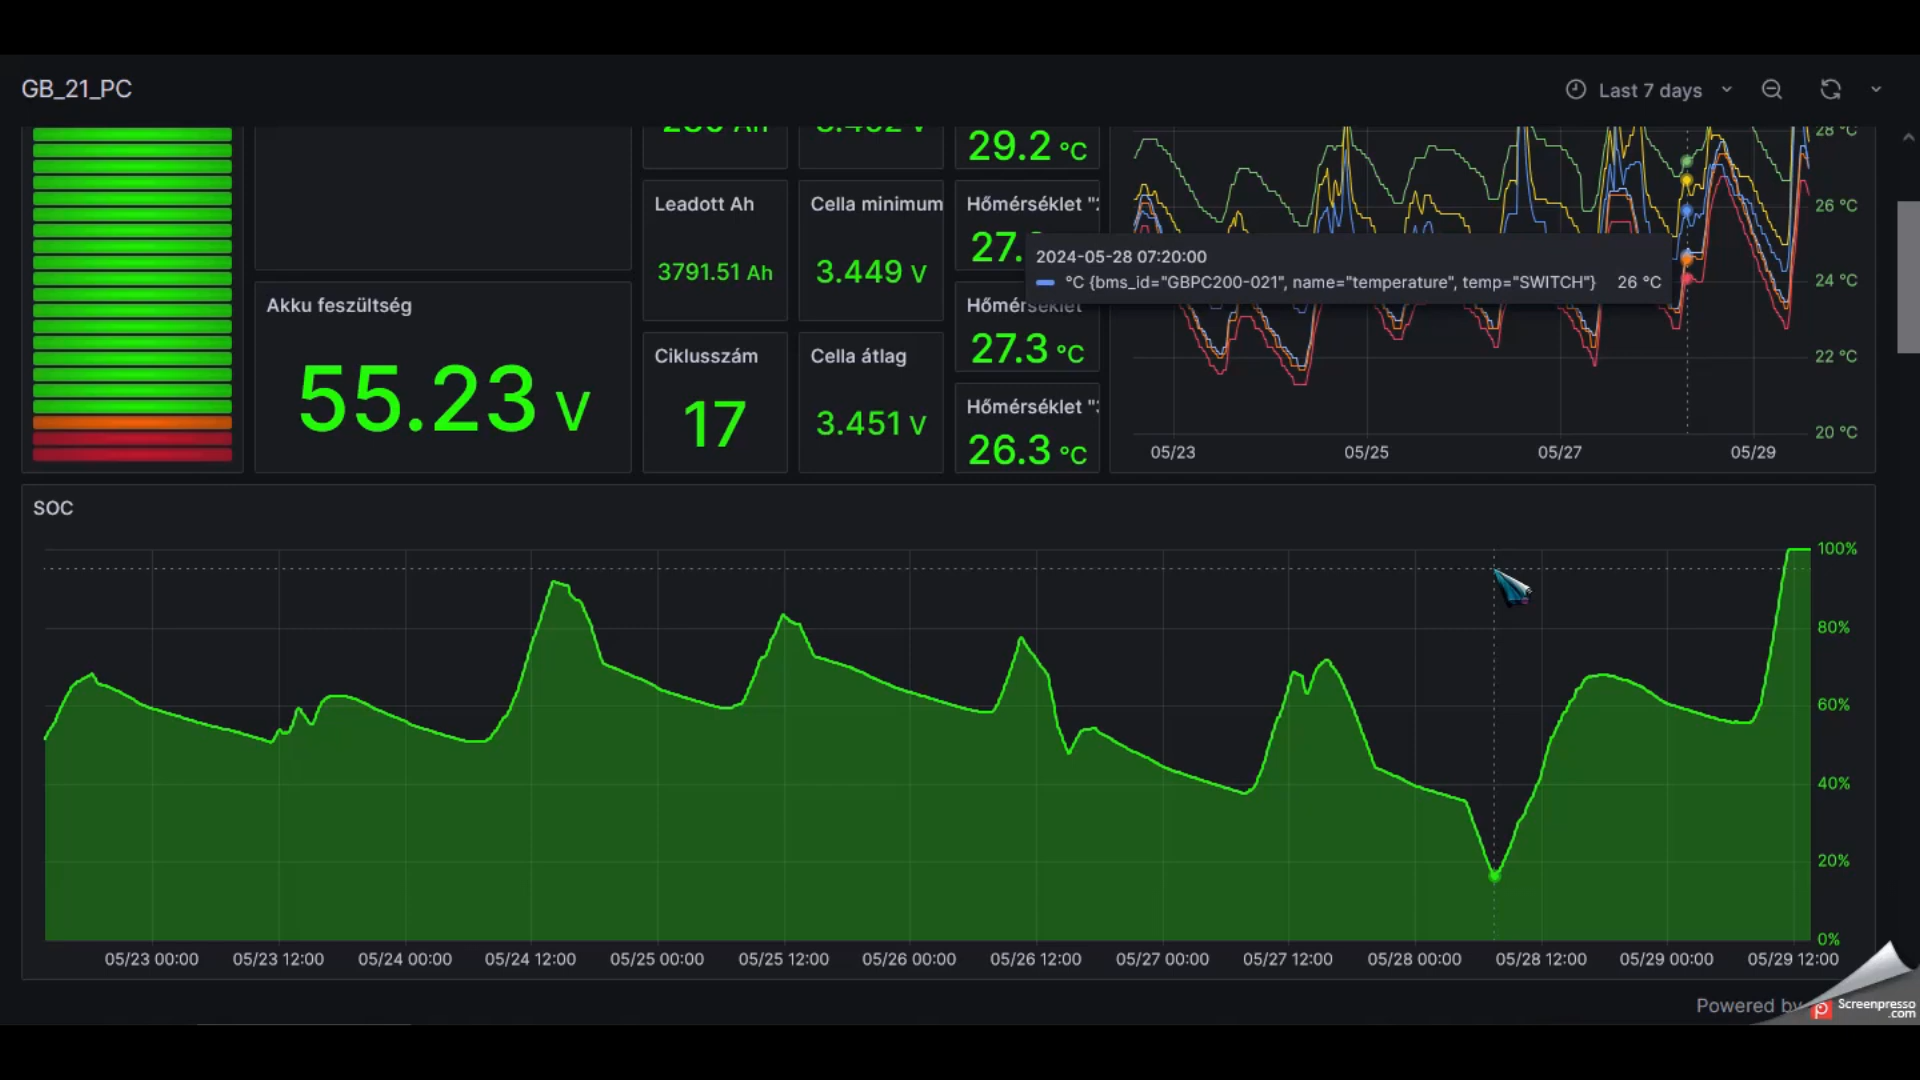 GB_21_PC
Last 7 days
29.2 °C
28 °C
26 °C
24 °C
22 °C
20 °C
05/23
05/25
05/27
05/29
Leadott Ah
3791.51 Ah
Cella minimum
3.449 V
Hőmérséklet "
27.
2024-05-28 07:20:00
°C {bms_id="GBPC200-021", name="temperature", temp="SWITCH"} 26 °C
Akku feszültség
55.23 V
Ciklusszám
17
Cella átlag
3.451 V
Hőmérséklet
27.3 °C
Hőmérséklet "
26.3 °C
SOC
100%
80%
60%
40%
20%
0%
05/23 00:00
05/23 12:00
05/24 00:00
05/24 12:00
05/25 00:00
05/25 12:00
05/26 00:00
05/26 12:00
05/27 00:00
05/27 12:00
05/28 00:00
05/28 12:00
05/29 00:00
05/29 12:00
Powered by
Screenpresso
.com